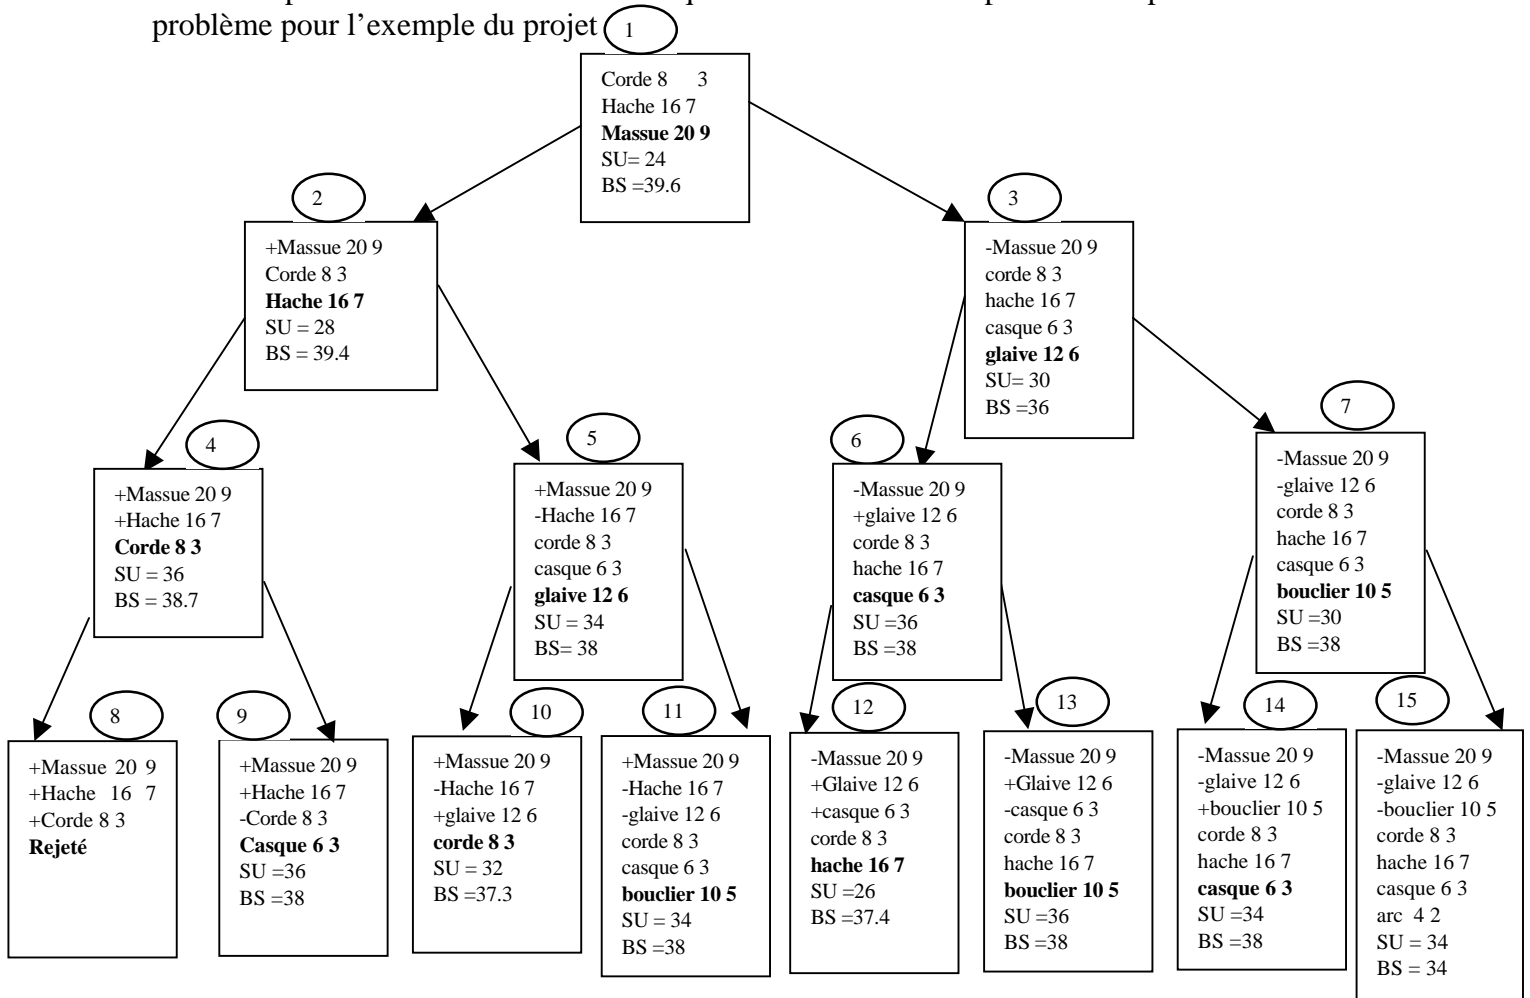 problème pour l'exemple du projet
1
Corde 8 3
Hache 16 7
Massue 20 9
SU= 24
BS =39.6
2
+Massue 20 9
Corde 8 3
Hache 16 7
SU = 28
BS = 39.4
3
-Massue 20 9
corde 8 3
hache 16 7
casque 6 3
glaive 12 6
SU= 30
BS =36
4
+Massue 20 9
+Hache 16 7
Corde 8 3
SU = 36
BS = 38.7
5
+Massue 20 9
-Hache 16 7
corde 8 3
casque 6 3
glaive 12 6
SU = 34
BS= 38
6
-Massue 20 9
+glaive 12 6
corde 8 3
hache 16 7
casque 6 3
SU =36
BS =38
7
-Massue 20 9
-glaive 12 6
corde 8 3
hache 16 7
casque 6 3
bouclier 10 5
SU =30
BS =38
8
+Massue 20 9
+Hache 16 7
+Corde 8 3
Rejeté
9
+Massue 20 9
+Hache 16 7
-Corde 8 3
Casque 6 3
SU =36
BS =38
10
+Massue 20 9
-Hache 16 7
+glaive 12 6
corde 8 3
SU = 32
BS =37.3
11
+Massue 20 9
-Hache 16 7
-glaive 12 6
corde 8 3
casque 6 3
bouclier 10 5
SU = 34
BS =38
12
-Massue 20 9
+Glaive 12 6
+casque 6 3
corde 8 3
hache 16 7
SU =26
BS =37.4
13
-Massue 20 9
+Glaive 12 6
-casque 6 3
corde 8 3
hache 16 7
bouclier 10 5
SU =36
BS =38
14
-Massue 20 9
-glaive 12 6
+bouclier 10 5
corde 8 3
hache 16 7
casque 6 3
SU =34
BS =38
15
-Massue 20 9
-glaive 12 6
-bouclier 10 5
corde 8 3
hache 16 7
casque 6 3
arc 4 2
SU = 34
BS = 34